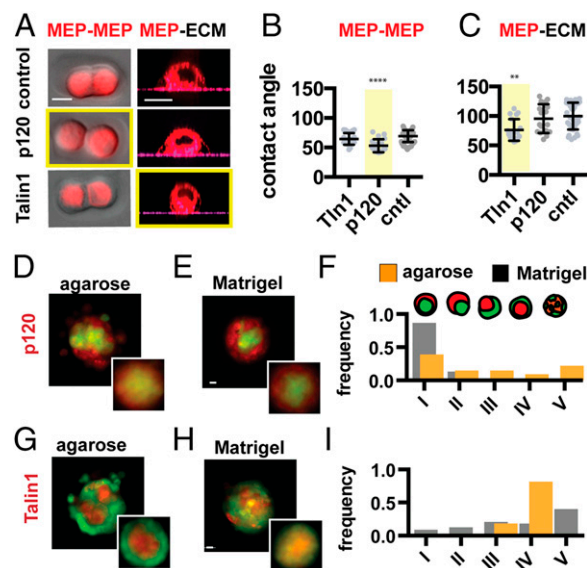 A MEP-MEP MEP-ECM
control
p120
Talin1
B MEP-MEP
contact angle
150
100
50
0
****
Tln1 p120 cntl
C MEP-ECM
150
100
50
0
**
Tln1 p120 cntl
D agarose
p120
E Matrigel
F agarose Matrigel
frequency
1.0
0.5
0.0
I II III IV V
G agarose
Talin1
H Matrigel
I
frequency
1.0
0.5
0.0
I II III IV V